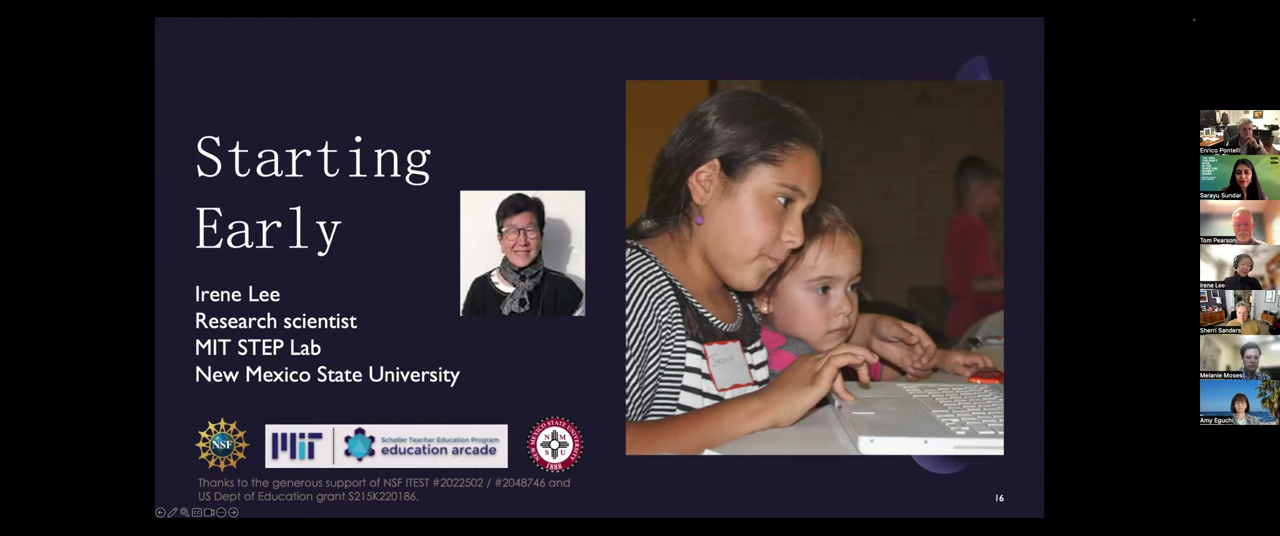 Starting
Early
Irene Lee
Research scientist
MIT STEP Lab
New Mexico State University
NSF
MIT
Scheller Teacher Education Program
education arcade
NEW MEXICO STATE UNIVERSITY
N M
S U
1888
Thanks to the generous support of NSF ITEST #2022502 / #2048746 and
US Dept of Education grant S215K220186.
16
Enrico Pontelli
Sarayu Sundar
Tom Pearson
Irene Lee
Sherri Sanders
Melanie Moses
Amy Eguchi